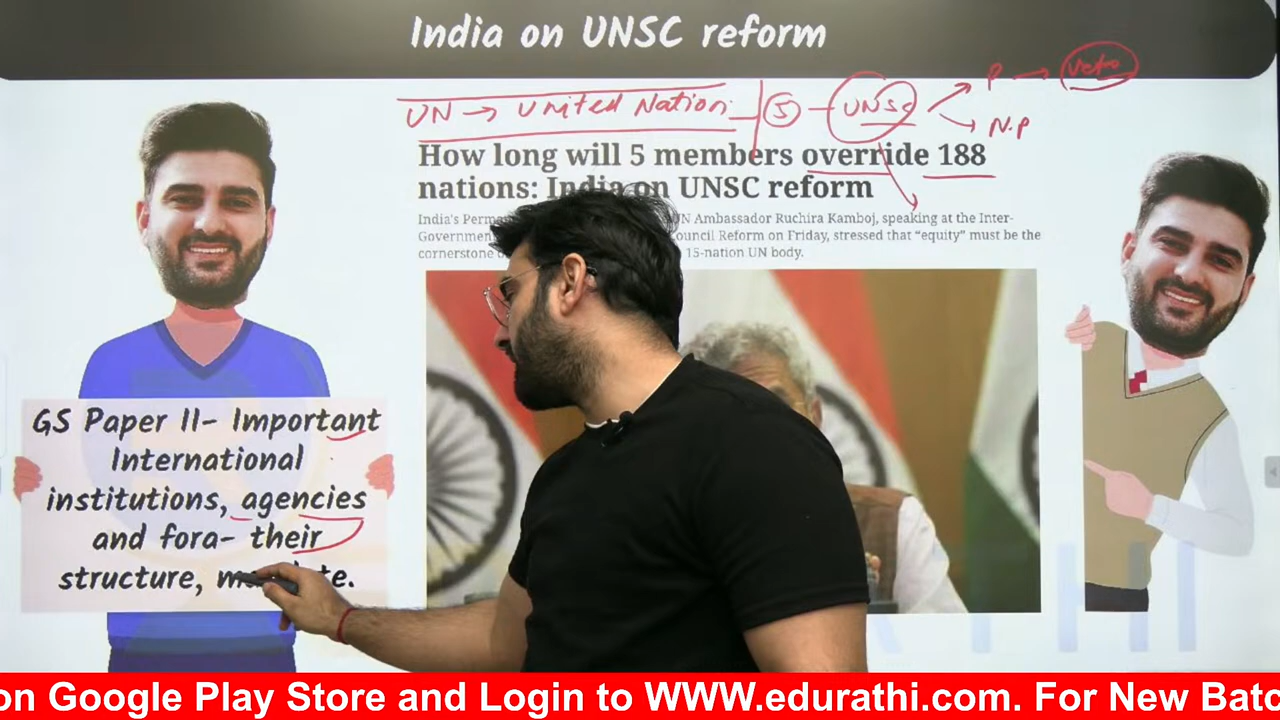 India on UNSC reform
UN → United Nation
5 - UNSC
P → Veto
N.P
How long will 5 members override 188
nations: India on UNSC reform
India's Perm UN Ambassador Ruchira Kamboj, speaking at the Inter-
Governmen ouncil Reform on Friday, stressed that “equity” must be the
cornerstone 15-nation UN body.
GS Paper II- Important
International
institutions, agencies
and fora- their
structure, m te.
on Google Play Store and Login to WWW.edurathi.com. For New Batc